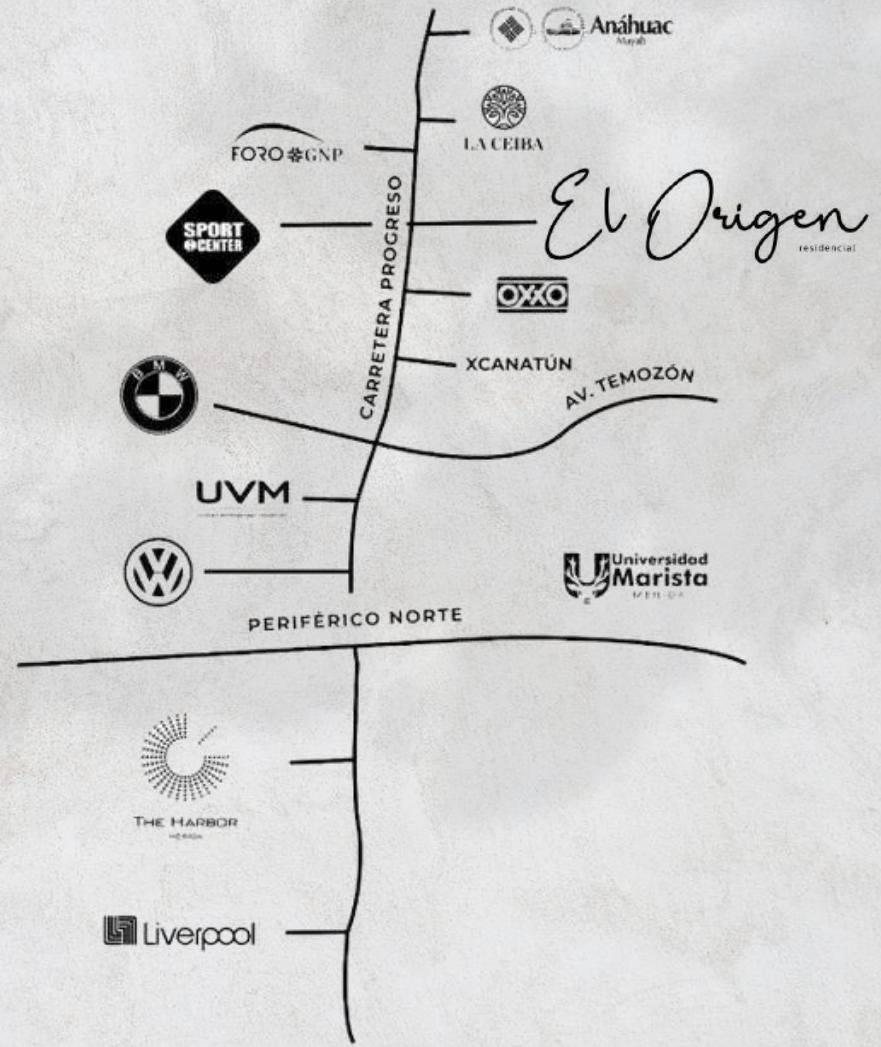 Anáhuac
Mayab
LA CEIBA
FORO GNP
El Origen
residencial
SPORT
CENTER
CARRETERA PROGRESO
OXXO
XCANATÚN
BMW
AV. TEMOZÓN
UVM
VW
Universidad
Marista
MÉRIDA
PERIFÉRICO NORTE
THE HARBOR
MÉRIDA
Liverpool